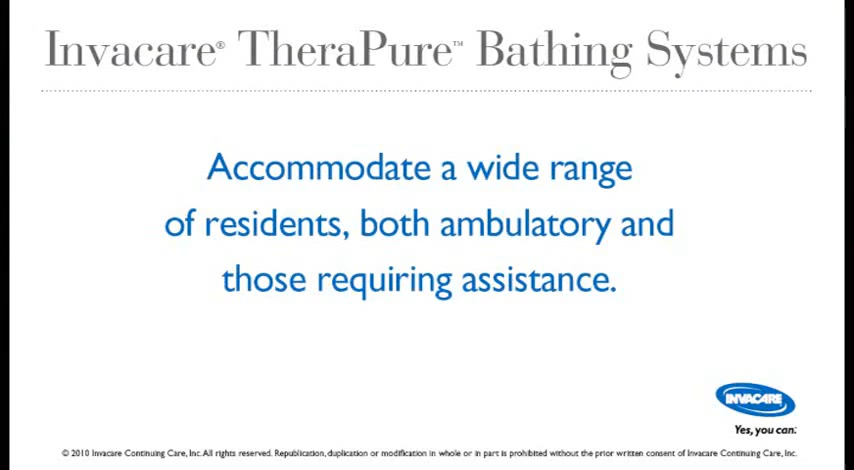 Invacare® TheraPure™ Bathing Systems
Accommodate a wide range
of residents, both ambulatory and
those requiring assistance.
INVACARE
Yes, you can.
© 2010 Invacare Continuing Care, Inc. All rights reserved. Republication, duplication or modification in whole or in part is prohibited without the prior written consent of Invacare Continuing Care, Inc.